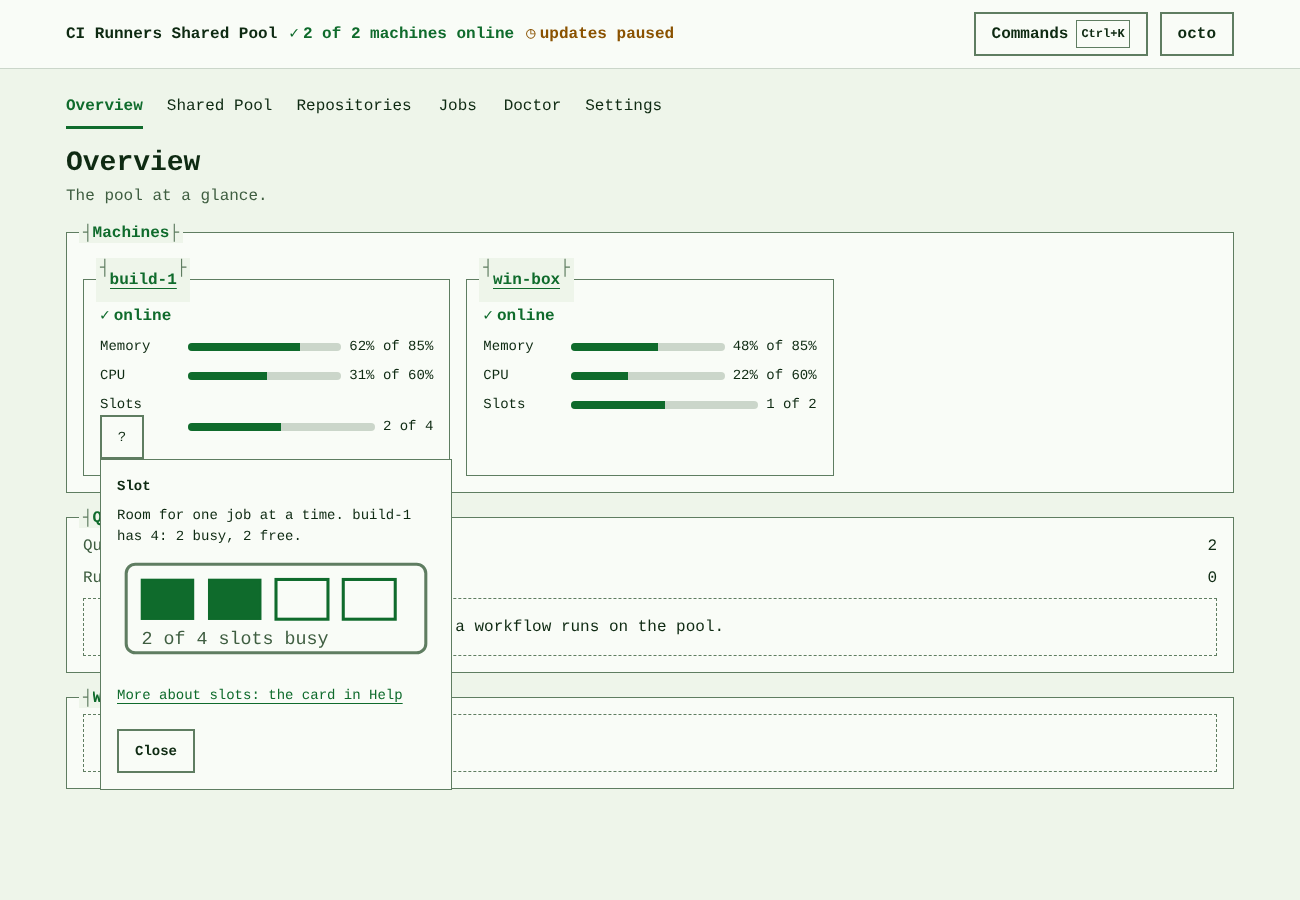 CI Runners Shared Pool ✓ 2 of 2 machines online ◷ updates paused Commands Ctrl+K octo
Overview Shared Pool Repositories Jobs Doctor Settings
Overview
The pool at a glance.
Machines
build-1
✓ online
Memory 62% of 85%
CPU 31% of 60%
Slots
? 2 of 4
win-box
✓ online
Memory 48% of 85%
CPU 22% of 60%
Slots 1 of 2
Slot
Room for one job at a time. build-1
has 4: 2 busy, 2 free.
2 of 4 slots busy
More about slots: the card in Help
Close
2
0
a workflow runs on the pool.